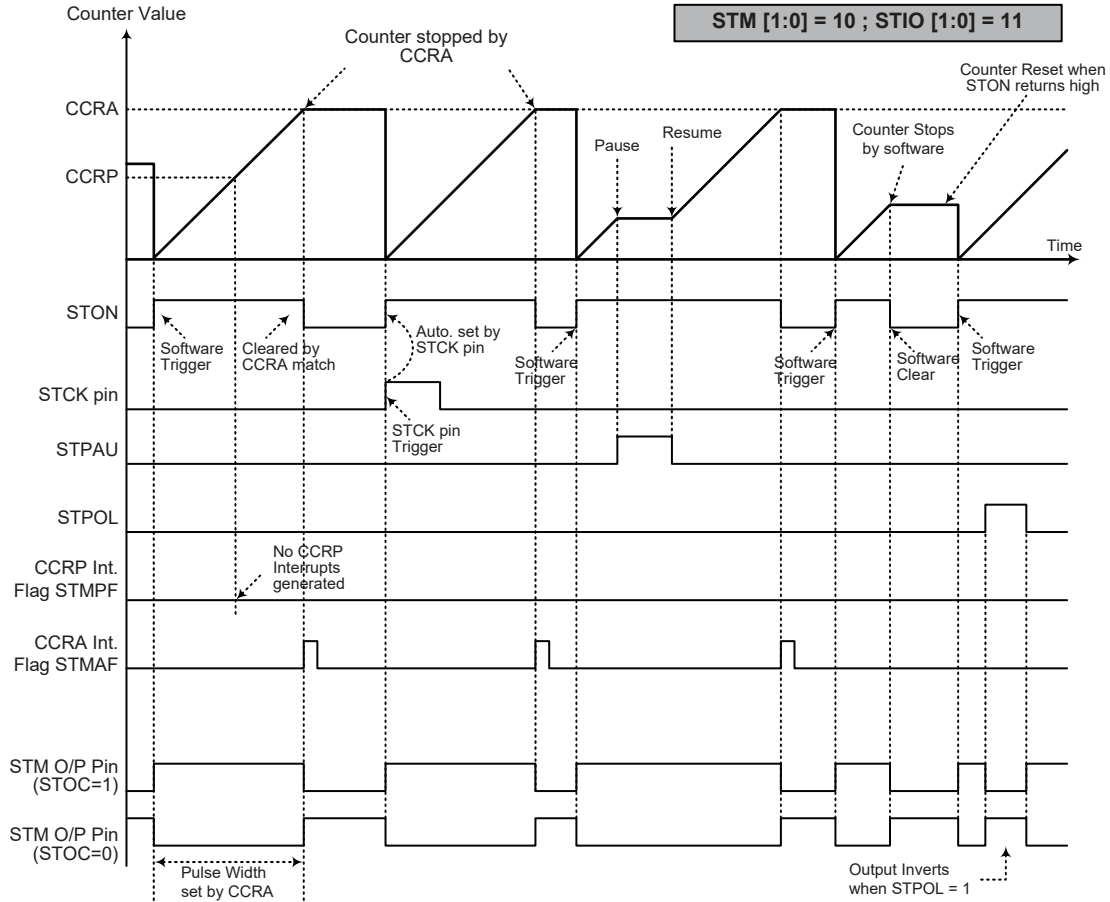 Counter Value
STM [1:0] = 10 ; STIO [1:0] = 11
Counter stopped by
CCRA
Counter Reset when
STON returns high
CCRA
Pause
Resume
Counter Stops
by software
CCRP
Time
STON
Software
Trigger
Cleared by
CCRA match
Auto. set by
STCK pin
Software
Trigger
Software
Trigger
Software
Clear
Software
Trigger
STCK pin
STCK pin
Trigger
STPAU
STPOL
CCRP Int.
Flag STMPF
No CCRP
Interrupts
generated
CCRA Int.
Flag STMAF
STM O/P Pin
(STOC=1)
STM O/P Pin
(STOC=0)
Pulse Width
set by CCRA
Output Inverts
when STPOL = 1